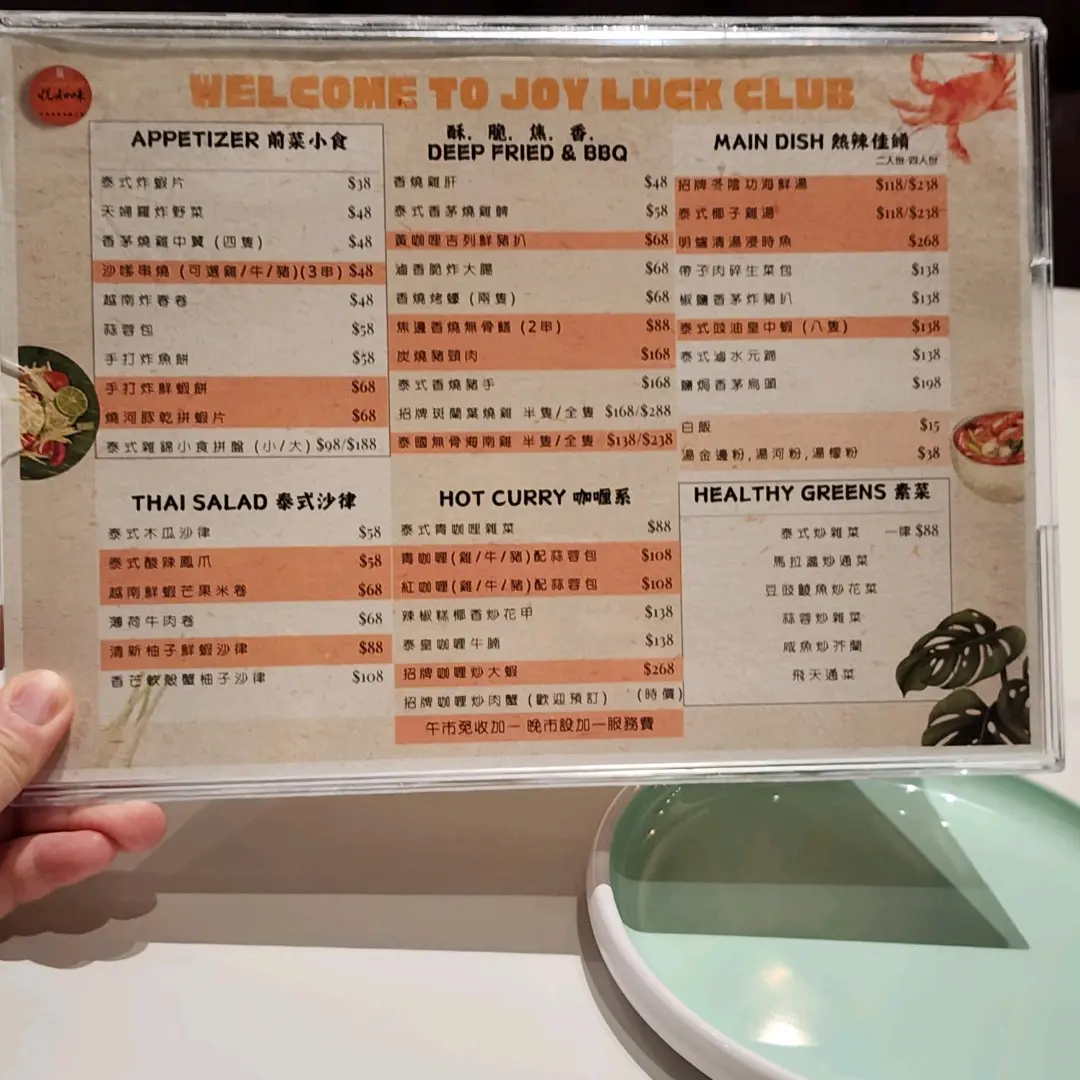 WELCOME TO JOY LUCK CLUB
APPETIZER 前菜小食
泰式炸蝦片 $38
天婦羅炸野菜 $48
香茅燒雞中翼 (四隻) $48
沙嗲串燒 (可選雞/牛/豬)(3串) $48
越南炸春卷 $48
蒜蓉包 $58
手打炸魚餅 $58
手打炸鮮蝦餅 $68
燒河豚乾拼蝦片 $68
泰式雜錦小食拼盤 (小/大) $98/$188
THAI SALAD 泰式沙律
泰式木瓜沙律 $58
泰式酸辣鳳爪 $58
越南鮮蝦芒果米卷 $68
薄荷牛肉卷 $68
清新柚子鮮蝦沙律 $88
香芒軟殼蟹柚子沙律 $108
酥. 脆. 焦. 香.
DEEP FRIED & BBQ
香燒雞肝 $48
泰式香茅燒雞髀 $58
黃咖哩吉列鮮豬扒 $68
滷香脆炸大腸 $68
香燒烤蠔 (兩隻) $68
焦邊香燒無骨鱔 (2串) $88
炭燒豬頸肉 $168
泰式香燒豬手 $168
招牌斑蘭葉燒雞 半隻/全隻 $168/$288
泰國無骨海南雞 半隻/全隻 $138/$238
HOT CURRY 咖喱系
泰式青咖哩雜菜 $88
青咖哩(雞/牛/豬)配蒜蓉包 $108
紅咖哩(雞/牛/豬)配蒜蓉包 $108
辣椒糕椰香炒花甲 $138
泰皇咖哩牛腩 $138
招牌咖哩炒大蝦 $268
招牌咖哩炒肉蟹 (歡迎預訂) (時價)
午市免收加一 晚市設加一服務費
MAIN DISH 熱辣佳餚
二人份/四人份
招牌冬陰功海鮮湯 $118/$238
泰式椰子雞湯 $118/$238
明爐清湯浸時魚 $268
帶子肉碎生菜包 $138
椒鹽香茅炸豬扒 $138
泰式豉油皇中蝦 (八隻) $138
泰式滷水元蹄 $138
鹽焗香茅烏頭 $198
白飯 $15
湯金邊粉,湯河粉,湯檬粉 $38
HEALTHY GREENS 素菜
泰式炒雜菜 一律 $88
馬拉盞炒通菜
豆豉鯪魚炒花菜
蒜蓉炒雜菜
咸魚炒芥蘭
飛天通菜